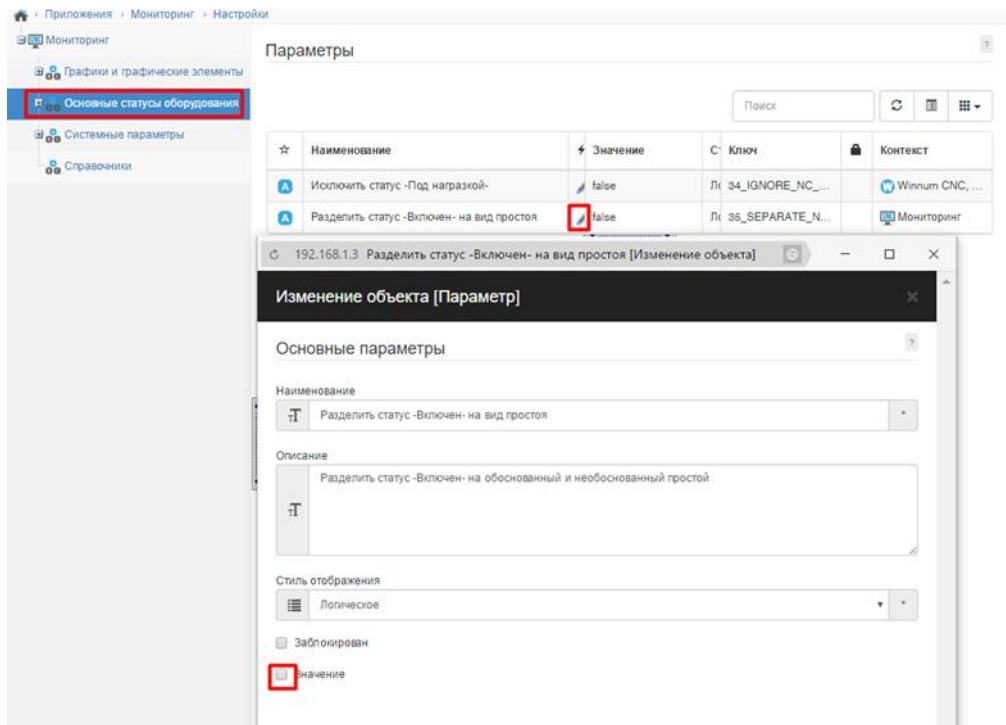 Приложения › Мониторинг › Настройки
Мониторинг
Графики и графические элементы
Основные статусы оборудования
Системные параметры
Справочники
Параметры
?
Поиск
Наименование Значение С Ключ Контекст
A Исключить статус -Под награзкой- false Ло 34_IGNORE_NC_... Winnum CNC, ...
A Разделить статус -Включен- на вид простоя false Ло 35_SEPARATE_N... Мониторинг
192.168.1.3 Разделить статус -Включен- на вид простоя [Изменение объекта]
Изменение объекта [Параметр]
Основные параметры
?
Наименование
Разделить статус -Включен- на вид простоя *
Описание
Разделить статус -Включен- на обоснованный и необоснованный простой
Стиль отображения
Логическое *
Заблокирован
Значение